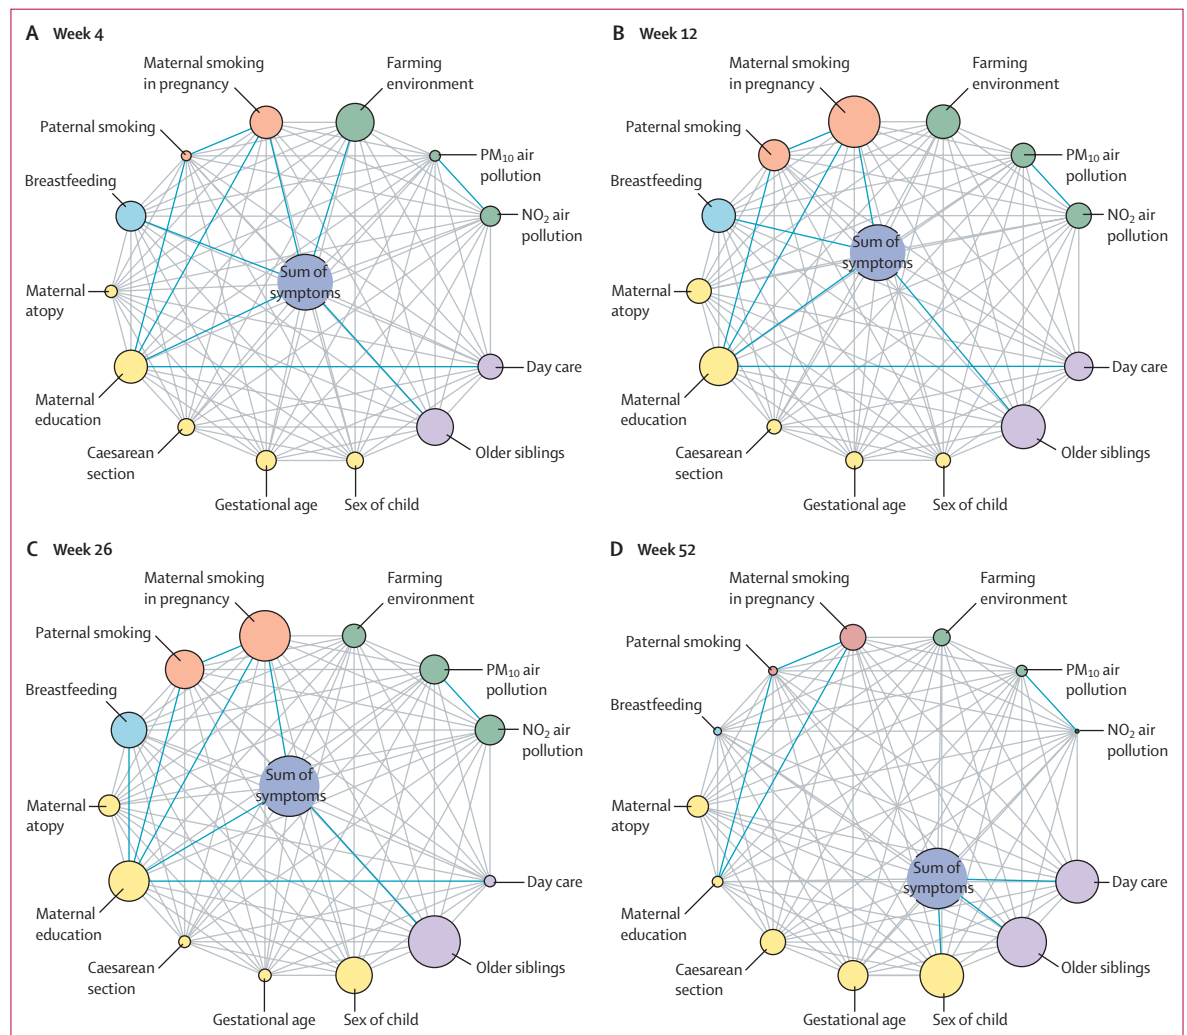 A Week 4
Maternal smoking
in pregnancy
Farming
environment
Paternal smoking
PM₁₀ air
pollution
Breastfeeding
NO₂ air
pollution
Sum of
symptoms
Maternal
atopy
Day care
Maternal
education
Caesarean
section
Older siblings
Gestational age
Sex of child
B Week 12
Maternal smoking
in pregnancy
Farming
environment
Paternal smoking
PM₁₀ air
pollution
Breastfeeding
NO₂ air
pollution
Sum of
symptoms
Maternal
atopy
Day care
Maternal
education
Caesarean
section
Older siblings
Gestational age
Sex of child
C Week 26
Maternal smoking
in pregnancy
Farming
environment
Paternal smoking
PM₁₀ air
pollution
Breastfeeding
NO₂ air
pollution
Sum of
symptoms
Maternal
atopy
Day care
Maternal
education
Caesarean
section
Older siblings
Gestational age
Sex of child
D Week 52
Maternal smoking
in pregnancy
Farming
environment
Paternal smoking
PM₁₀ air
pollution
Breastfeeding
NO₂ air
pollution
Maternal
atopy
Sum of
symptoms
Day care
Maternal
education
Caesarean
section
Older siblings
Gestational age
Sex of child